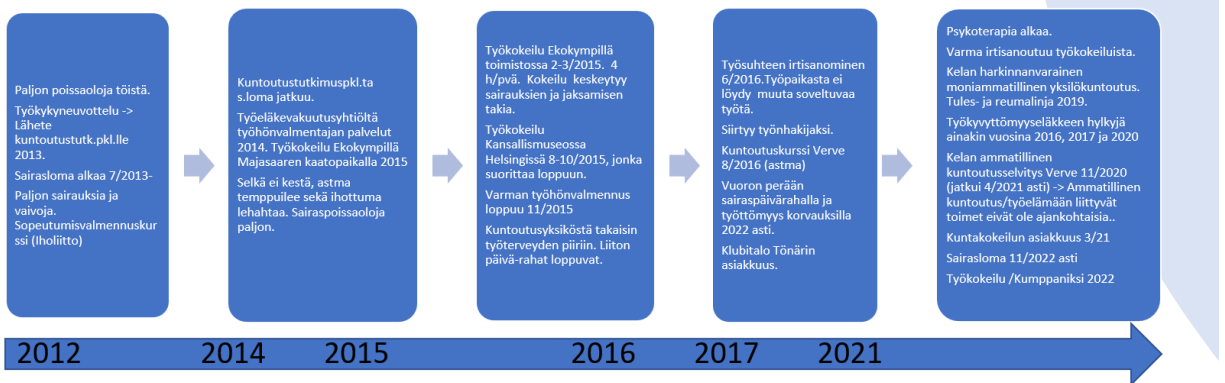 Paljon poissaoloja töistä.
Työkykyneuvottelu ->
Lähete
kuntoutustutk.pkl.lle
2013.
Sairasloma alkaa 7/2013-
Paljon sairauksia ja
vaivoja.
Sopeutumisvalmennuskur
ssi (Iholiitto)
Kuntoutustutkimuspkl.ta
s.loma jatkuu.
Työeläkevakuutusyhtiöltä
työhönvalmentajan palvelut
2014. Työkokeilu Ekokympillä
Majasaaren kaatopaikalla 2015
Selkä ei kestä, astma
temppuilee sekä ihottuma
lehahtaa. Sairaspoissaoloja
paljon.
Työkokeilu Ekokympillä
toimistossa 2-3/2015. 4
h/pvä. Kokeilu keskeytyy
sairauksien ja jaksamisen
takia.
Työkokeilu
Kansallismuseossa
Helsingissä 8-10/2015, jonka
suorittaa loppuun.
Varman työhönvalmennus
loppuu 11/2015
Kuntoutusyksiköstä takaisin
työterveyden piiriin. Liiton
päivä-rahat loppuvat.
Työsuhteen irtisanominen
6/2016.Työpaikasta ei
löydy muuta soveltuvaa
työtä.
Siirtyy työnhakijaksi.
Kuntoutuskurssi Verve
8/2016 (astma)
Vuoron perään
sairaspäivärahalla ja
työttömyys korvauksilla
2022 asti.
Klubitalo Tönärin
asiakkuus.
Psykoterapia alkaa.
Varma irtisanoutuu työkokeiluista.
Kelan harkinnanvarainen
moniammatillinen yksilökuntoutus.
Tules- ja reumalinja 2019.
Työkyvyttömyyseläkkeen hylkyjä
ainakin vuosina 2016, 2017 ja 2020
Kelan ammatillinen
kuntoutusselvitys Verve 11/2020
(jatkui 4/2021 asti) -> Ammatillinen
kuntoutus/työelämään liittyvät
toimet eivät ole ajankohtaisia..
Kuntakokeilun asiakkuus 3/21
Sairasloma 11/2022 asti
Työkokeilu /Kumppaniksi 2022
2012 2014 2015 2016 2017 2021